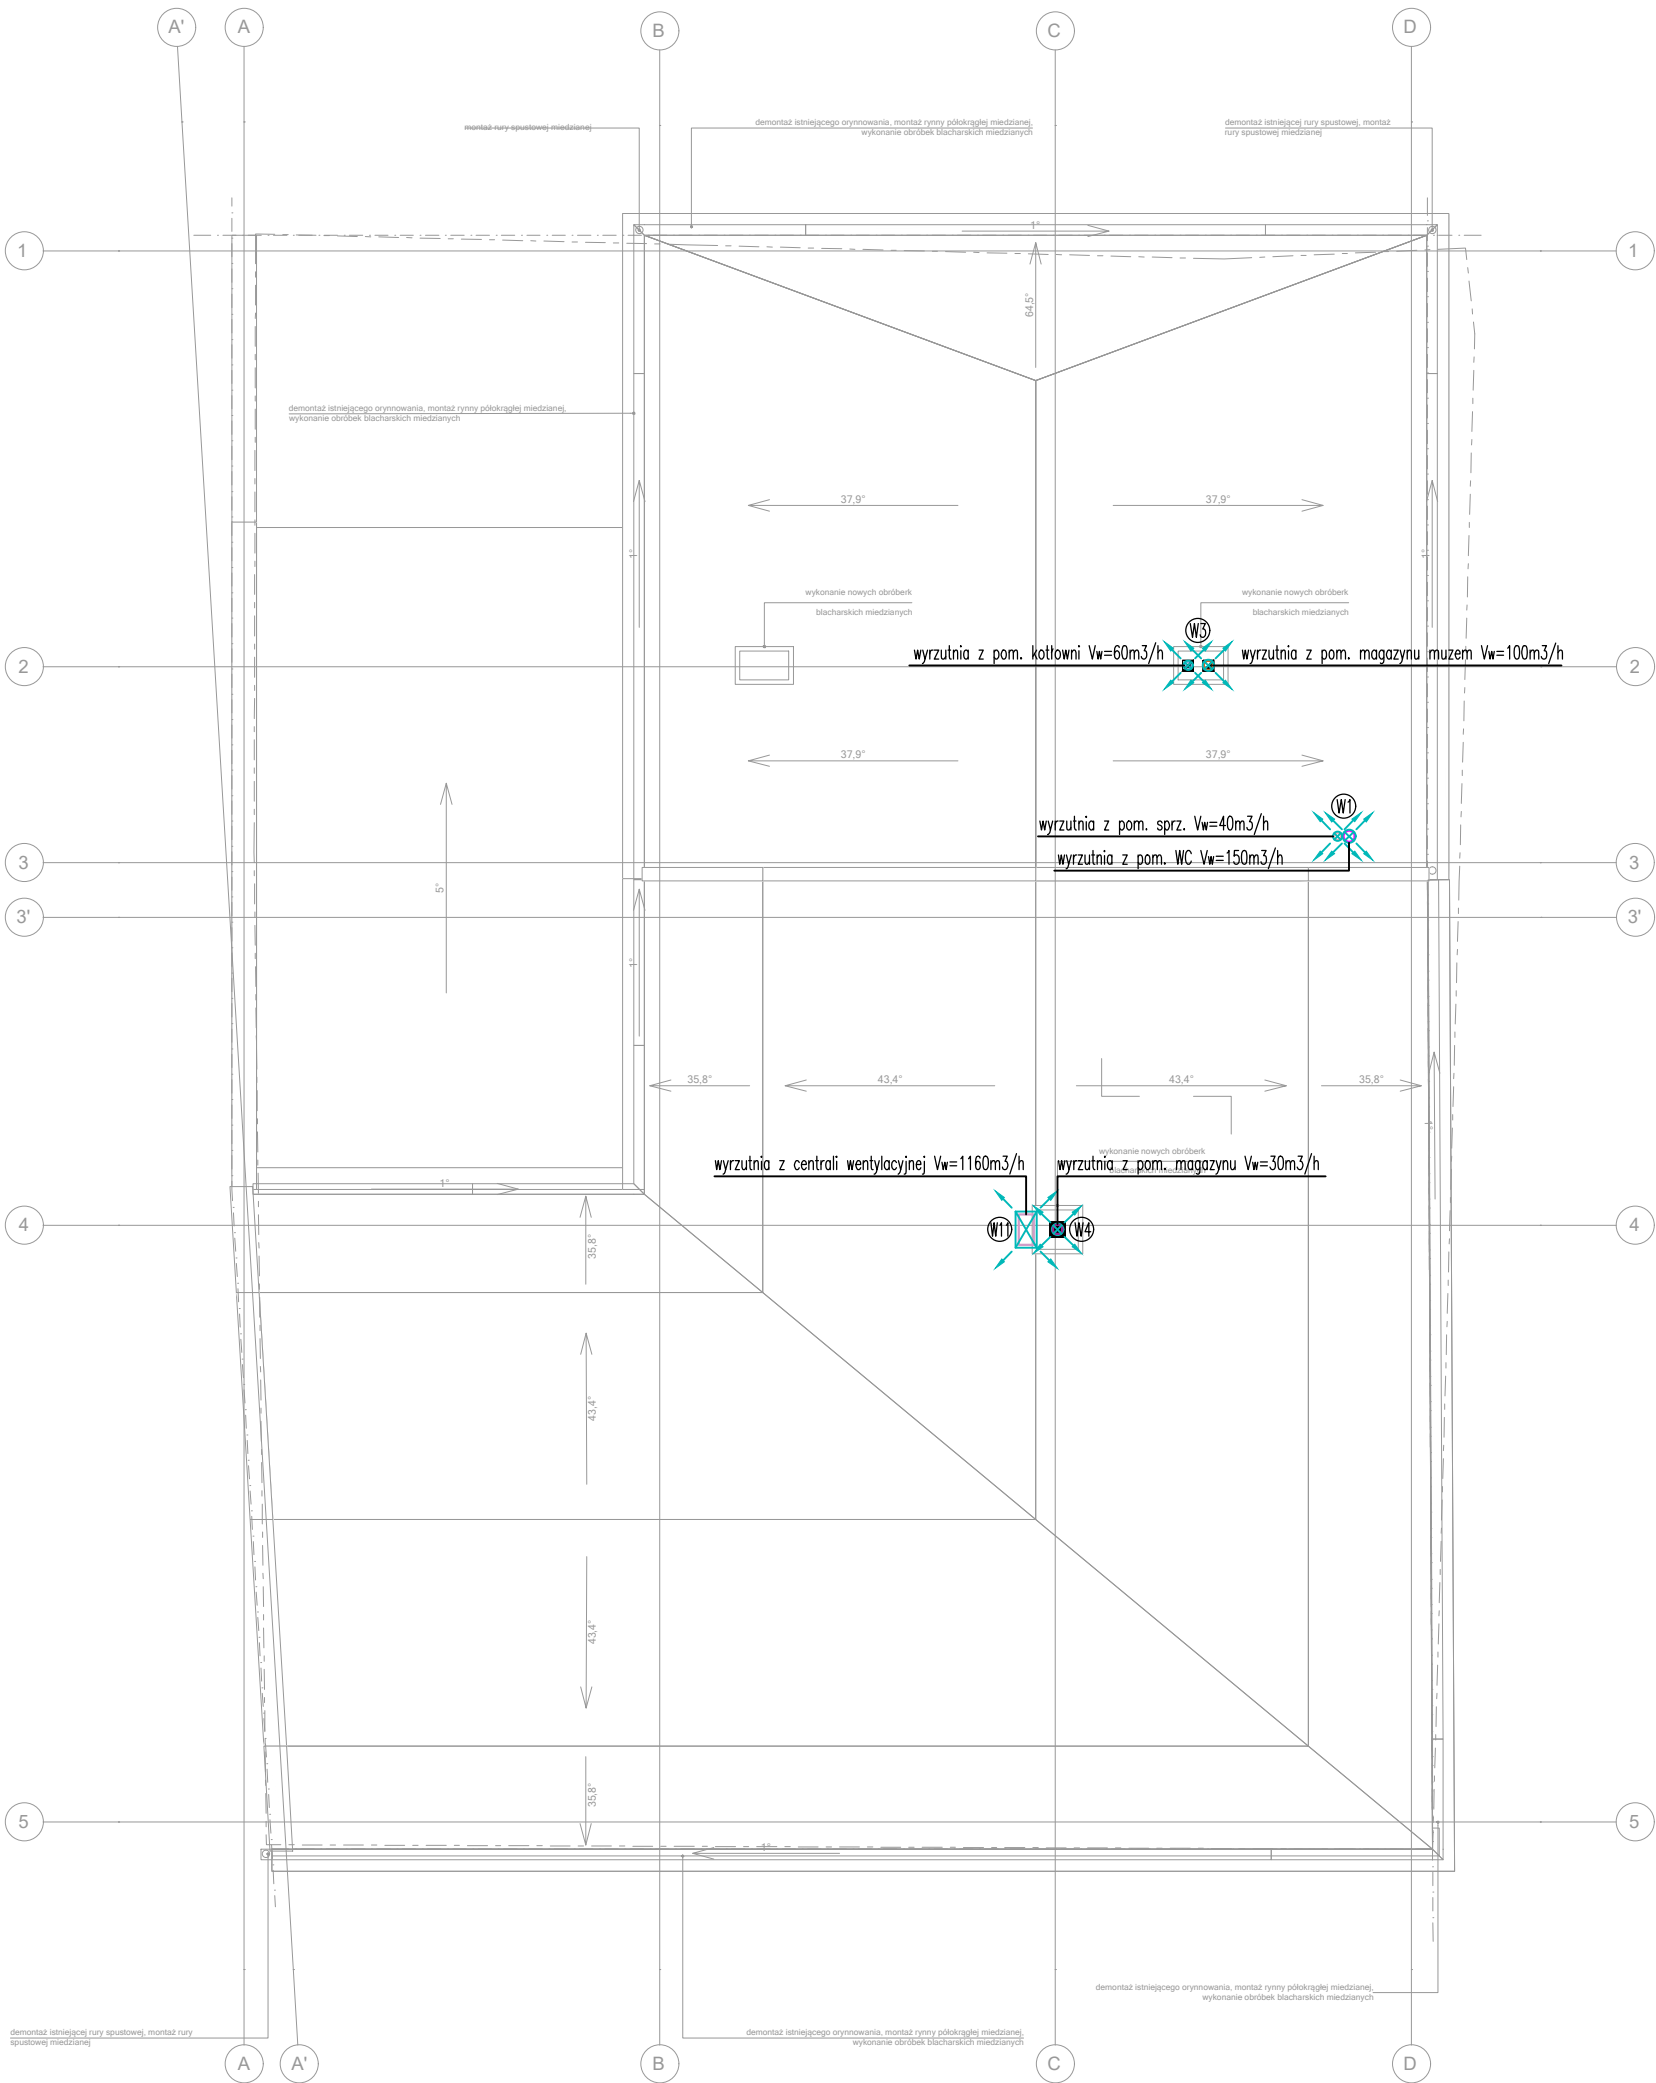 A'
A
B
C
D
montaż rury spustowej miedzianej
demontaż istniejącego orynnowania, montaż rynny półokrągłej miedzianej,
wykonanie obróbek blacharskich miedzianych
demontaż istniejącej rury spustowej, montaż
rury spustowej miedzianej
1°
1
1
64,5°
demontaż istniejącego orynnowania, montaż rynny półokrągłej miedzianej,
wykonanie obróbek blacharskich miedzianych
37,9°
37,9°
1°
1°
wykonanie nowych obróberk
blacharskich miedzianych
wykonanie nowych obróberk
blacharskich miedzianych
W3
wyrzutnia z pom. kotłowni Vw=60m3/h
wyrzutnia z pom. magazynu muzem Vw=100m3/h
2
2
37,9°
37,9°
W1
wyrzutnia z pom. sprz. Vw=40m3/h
wyrzutnia z pom. WC Vw=150m3/h
3
3
5°
3'
3'
1°
35,8°
43,4°
43,4°
35,8°
1°
wykonanie nowych obróberk
blacharskich miedzianych
wyrzutnia z centrali wentylacyjnej Vw=1160m3/h
wyrzutnia z pom. magazynu Vw=30m3/h
1°
4
W11
W4
4
35,8°
43,4°
43,4°
35,8°
5
5
1°
demontaż istniejącego orynnowania, montaż rynny półokrągłej miedzianej,
wykonanie obróbek blacharskich miedzianych
demontaż istniejącej rury spustowej, montaż rury
spustowej miedzianej
demontaż istniejącego orynnowania, montaż rynny półokrągłej miedzianej,
wykonanie obróbek blacharskich miedzianych
A
A'
B
C
D